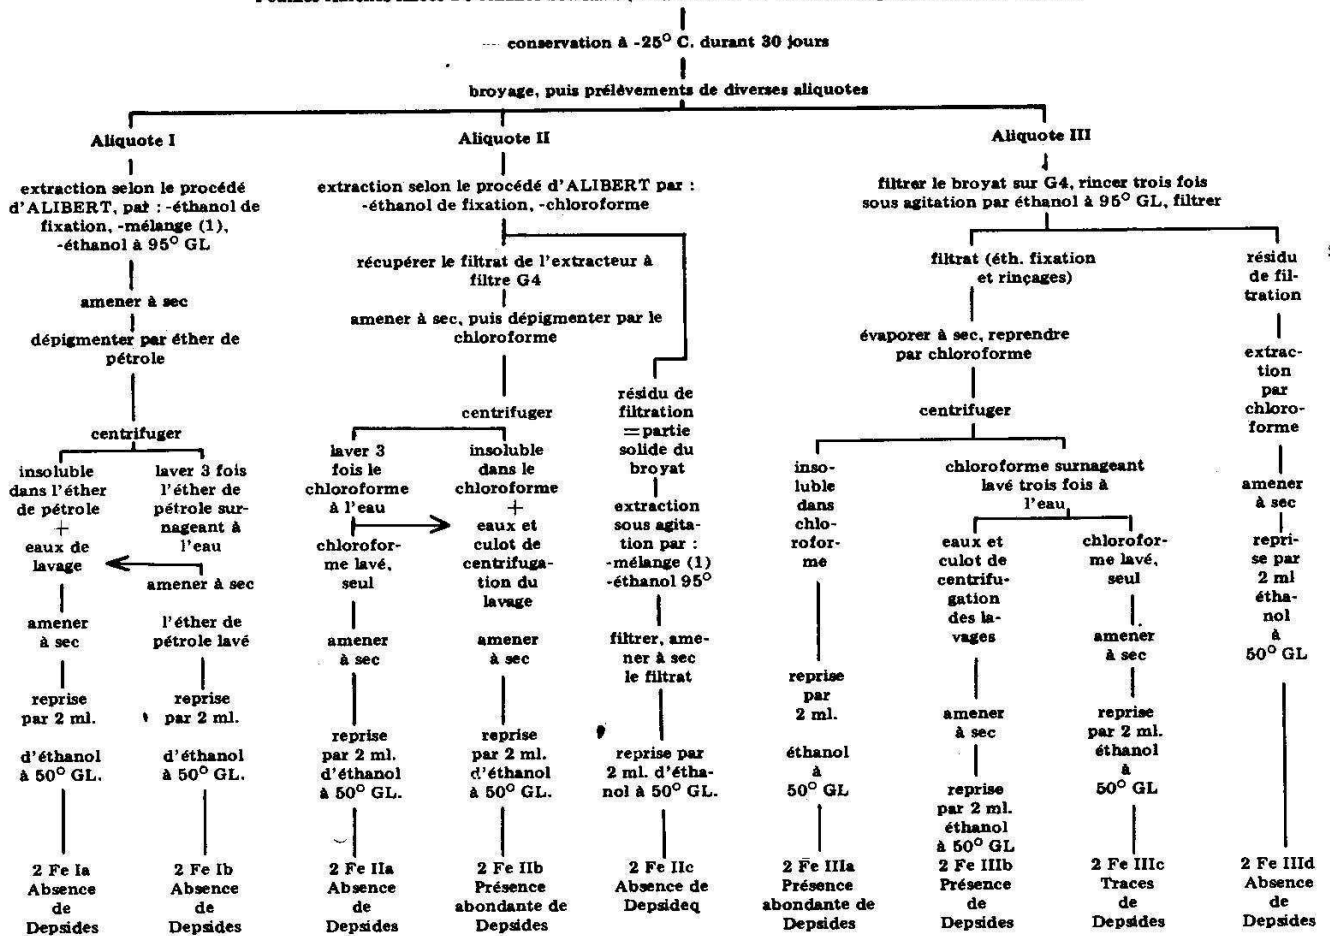 conservation à -25° C. durant 30 jours
broyage, puis prélèvements de diverses aliquotes
Aliquote I
extraction selon le procédé
d'ALIBERT, par : -éthanol de
fixation, -mélange (1),
-éthanol à 95° GL
amener à sec
dépigmenter par éther de
pétrole
centrifuger
insoluble
dans l'éther
de pétrole
+
eaux de
lavage
amener
à sec
reprise
par 2 ml.
d'éthanol
à 50° GL.
2 Fe Ia
Absence
de
Depsides
laver 3 fois
l'éther de
pétrole sur-
nageant à
l'eau
amener à sec
l'éther de
pétrole lavé
reprise
par 2 ml.
d'éthanol
à 50° GL.
2 Fe Ib
Absence
de
Depsides
Aliquote II
extraction selon le procédé d'ALIBERT par :
-éthanol de fixation, -chloroforme
récupérer le filtrat de l'extracteur à
filtre G4
amener à sec, puis dépigmenter par le
chloroforme
centrifuger
laver 3
fois le
chloroforme
à l'eau
chlorofor-
me lavé,
seul
amener
à sec
reprise
par 2 ml.
d'éthanol
à 50° GL.
2 Fe IIa
Absence
de
Depsides
insoluble
dans le
chloroforme
+
eaux et
culot de
centrifuga-
tion du
lavage
amener
à sec
reprise
par 2 ml.
d'éthanol
à 50° GL.
2 Fe IIb
Présence
abondante de
Depsides
résidu de
filtration
=partie
solide du
broyat
extraction
sous agita-
tion par :
-mélange (1)
-éthanol 95°
filtrer, ame-
ner à sec
le filtrat
reprise par
2 ml. d'étha-
nol à 50° GL.
2 Fe IIc
Absence de
Depsideq
Aliquote III
filtrer le broyat sur G4, rincer trois fois
sous agitation par éthanol à 95° GL, filtrer
filtrat (éth. fixation
et rinçages)
évaporer à sec, reprendre
par chloroforme
centrifuger
inso-
luble
dans
chlo-
rofor-
me
reprise
par
2 ml.
éthanol
à
50° GL
2 Fe IIIa
Présence
abondante de
Depsides
chloroforme surnageant
lavé trois fois à
l'eau
eaux et
culot de
centrifu-
gation
des la-
vages
amener
à sec
reprise
par 2 ml.
éthanol
à 50° GL
2 Fe IIIb
Présence
de
Depsides
chlorofor-
me lavé,
seul
amener
à sec
reprise
par 2 ml.
éthanol
à
50° GL
2 Fe IIIc
Traces
de
Depsides
résidu
de fil-
tration
extrac-
tion
par
chloro-
forme
amener
à sec
repri-
se par
2 ml
étha-
nol
à
50° GL
2 Fe IIId
Absence
de
Depsides